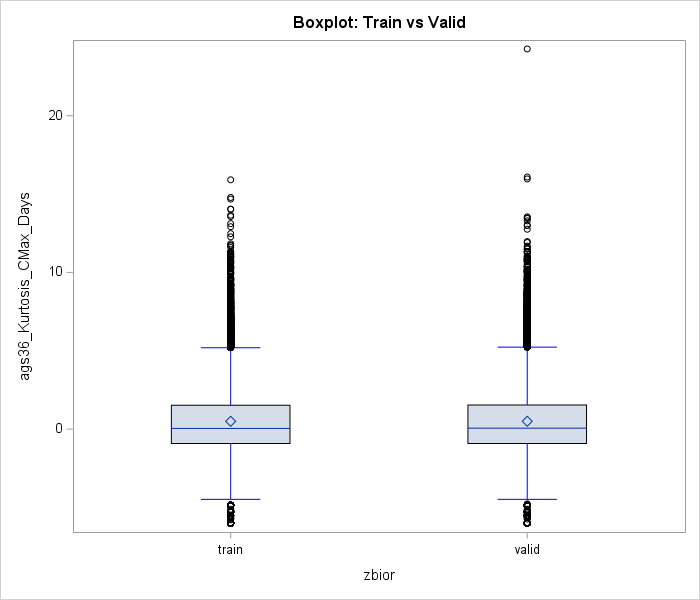 Boxplot: Train vs Valid
ags36_Kurtosis_CMax_Days
20
10
0
train
valid
zbior